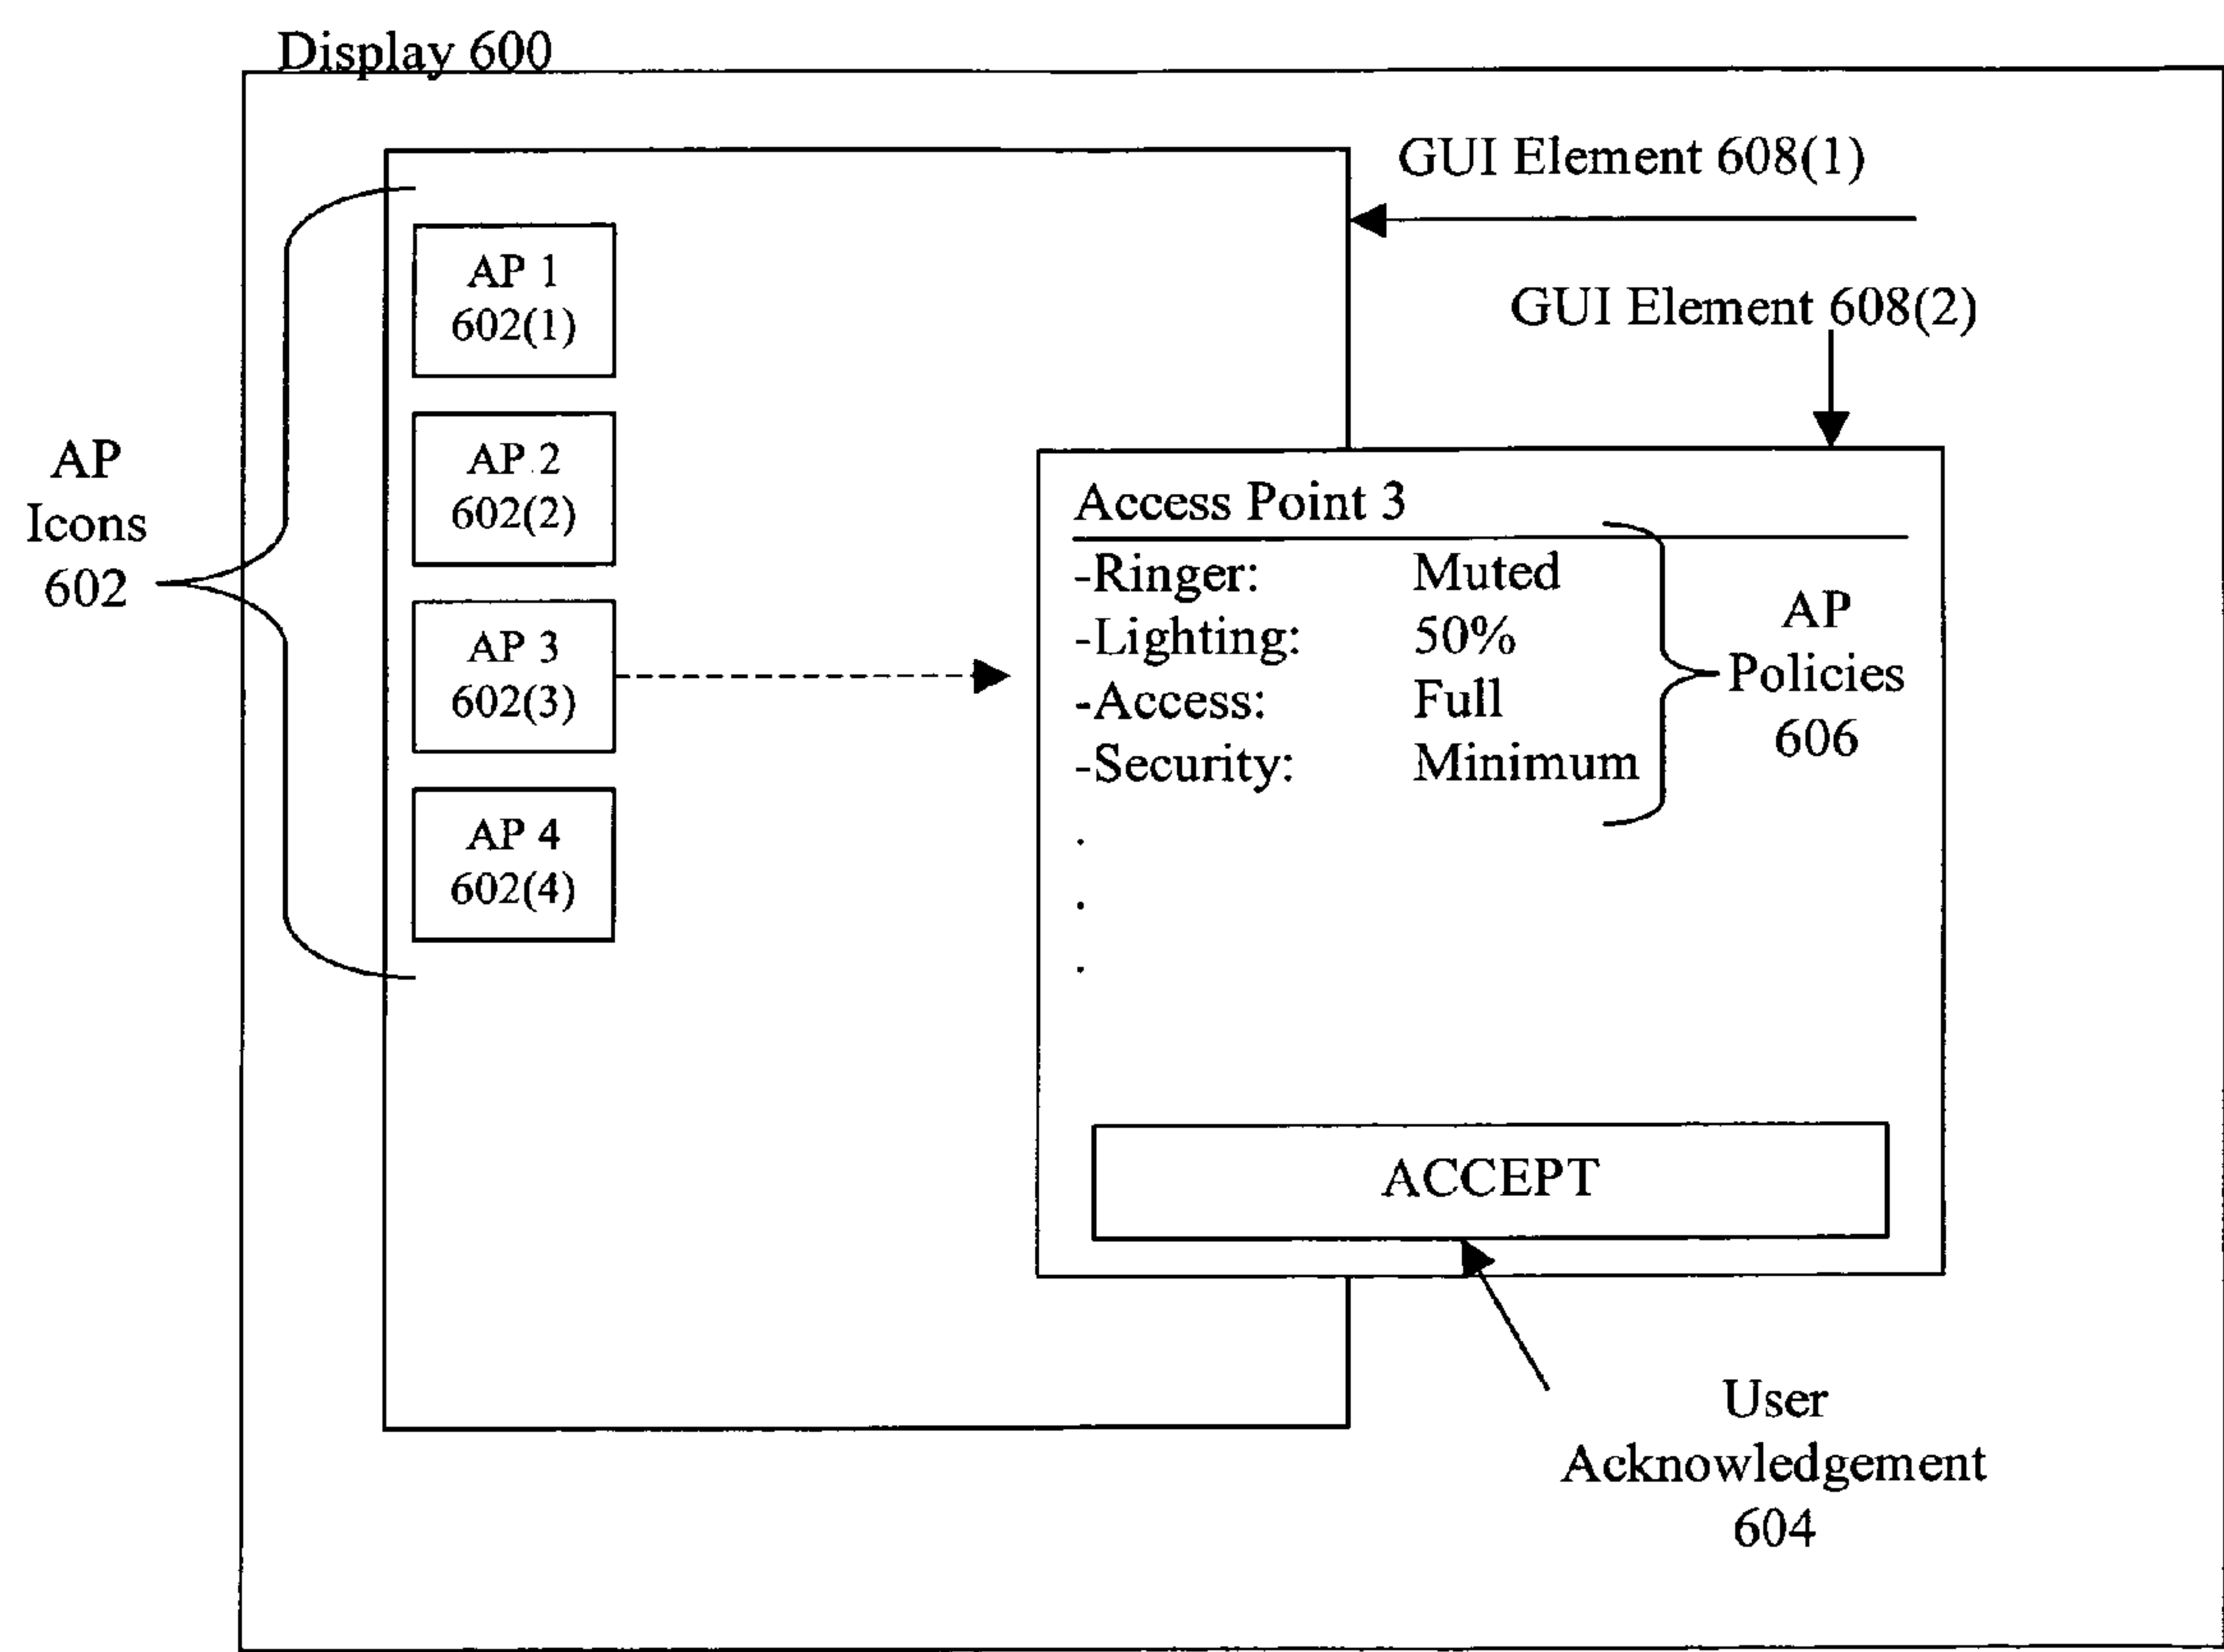 Display 600
GUI Element 608(1)
GUI Element 608(2)
AP
Icons
602
AP 1
602(1)
AP 2
602(2)
AP 3
602(3)
AP 4
602(4)
Access Point 3
-Ringer: Muted
-Lighting: 50%
-Access: Full
-Security: Minimum
.
.
.
AP
Policies
606
ACCEPT
User
Acknowledgement
604